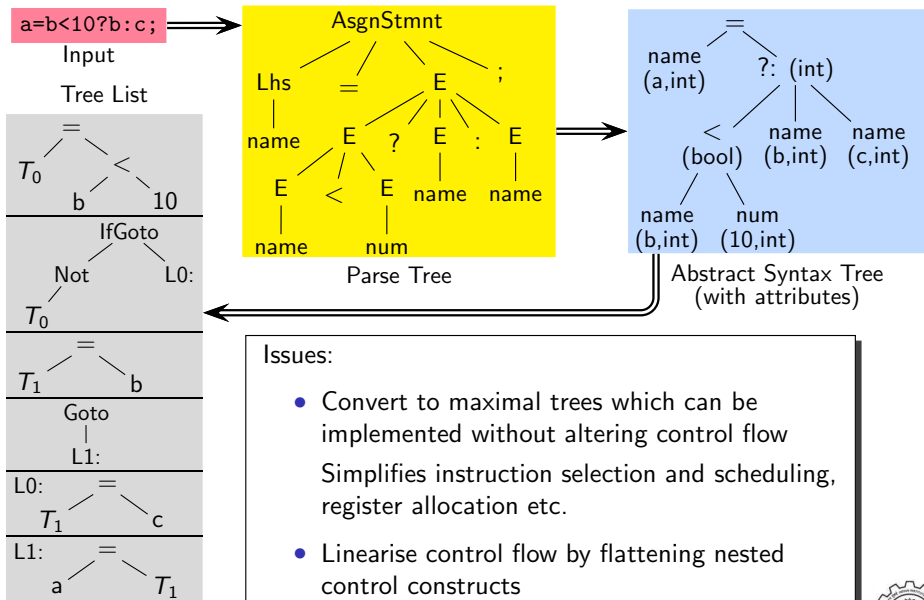 a=b<10?b:c;
Input
Tree List
=
T0
<
b 10
IfGoto
Not L0:
T0
=
T1 b
Goto
L1:
L0: =
T1 c
L1: =
a T1
AsgnStmnt
Lhs = E ;
name E ? E : E
E < E name name
name num
Parse Tree
=
name ?: (int)
(a,int)
< name name
(bool) (b,int) (c,int)
name num
(b,int) (10,int)
Abstract Syntax Tree
(with attributes)
Issues:
• Convert to maximal trees which can be
implemented without altering control flow
Simplifies instruction selection and scheduling,
register allocation etc.
• Linearise control flow by flattening nested
control constructs